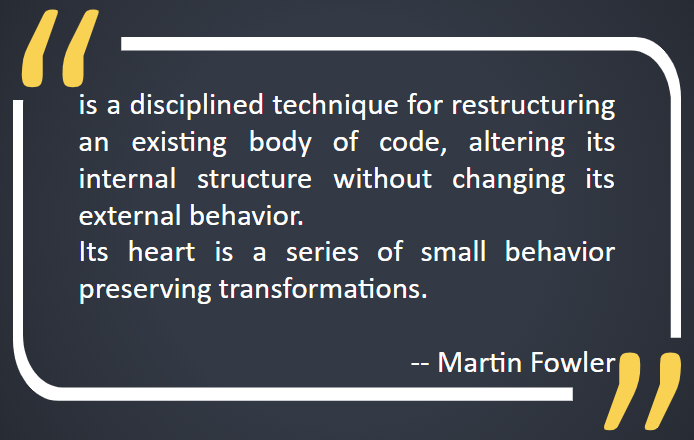 is a disciplined technique for restructuring
an existing body of code, altering its
internal structure without changing its
external behavior.
Its heart is a series of small behavior
preserving transformations.
-- Martin Fowler